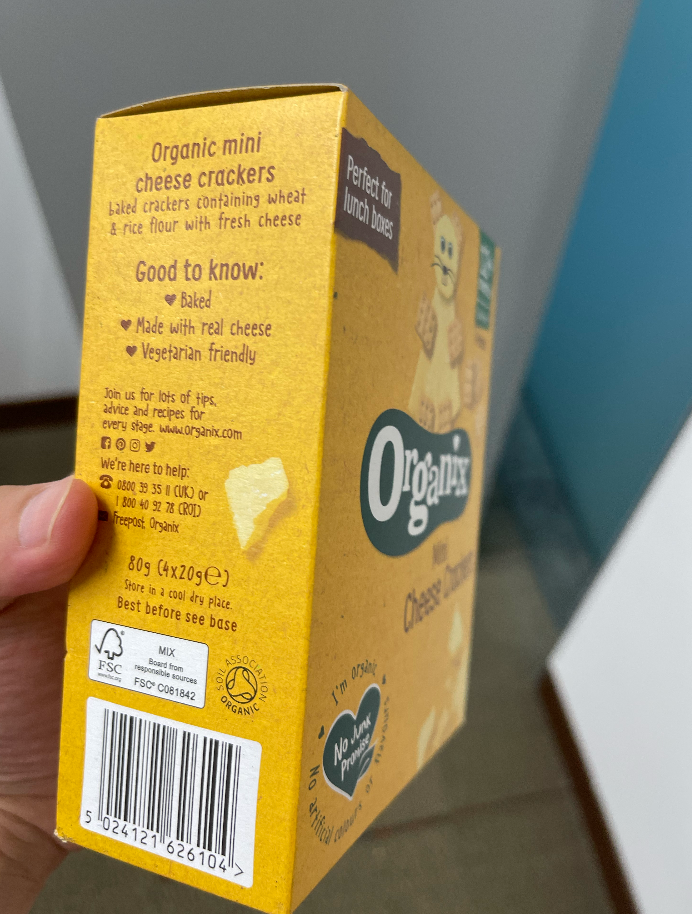 Organic mini
cheese crackers
baked crackers containing wheat
& rice flour with fresh cheese
Good to know:
Baked
Made with real cheese
Vegetarian friendly
Join us for lots of tips,
advice and recipes for
every stage. www.organix.com
We're here to help:
0800 39 35 11 (UK) or
1 800 40 92 78 (ROI)
Freepost, Organix
80g (4x20g℮)
Store in a cool dry place.
Best before see base
FSC
www.fsc.org
MIX
Board from
responsible sources
FSC® C081842
SOIL ASSOCIATION
ORGANIC
5 024121 626104 >
Perfect for
lunch boxes
Organix
Mini
Cheese Crackers
I'm organic
No Junk
Promise
No artificial colours or flavours